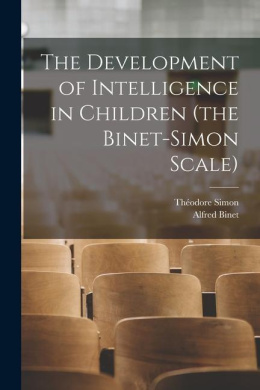 The Development
of Intelligence
in Children (the
Binet-Simon
Scale)
Théodore Simon
Alfred Binet